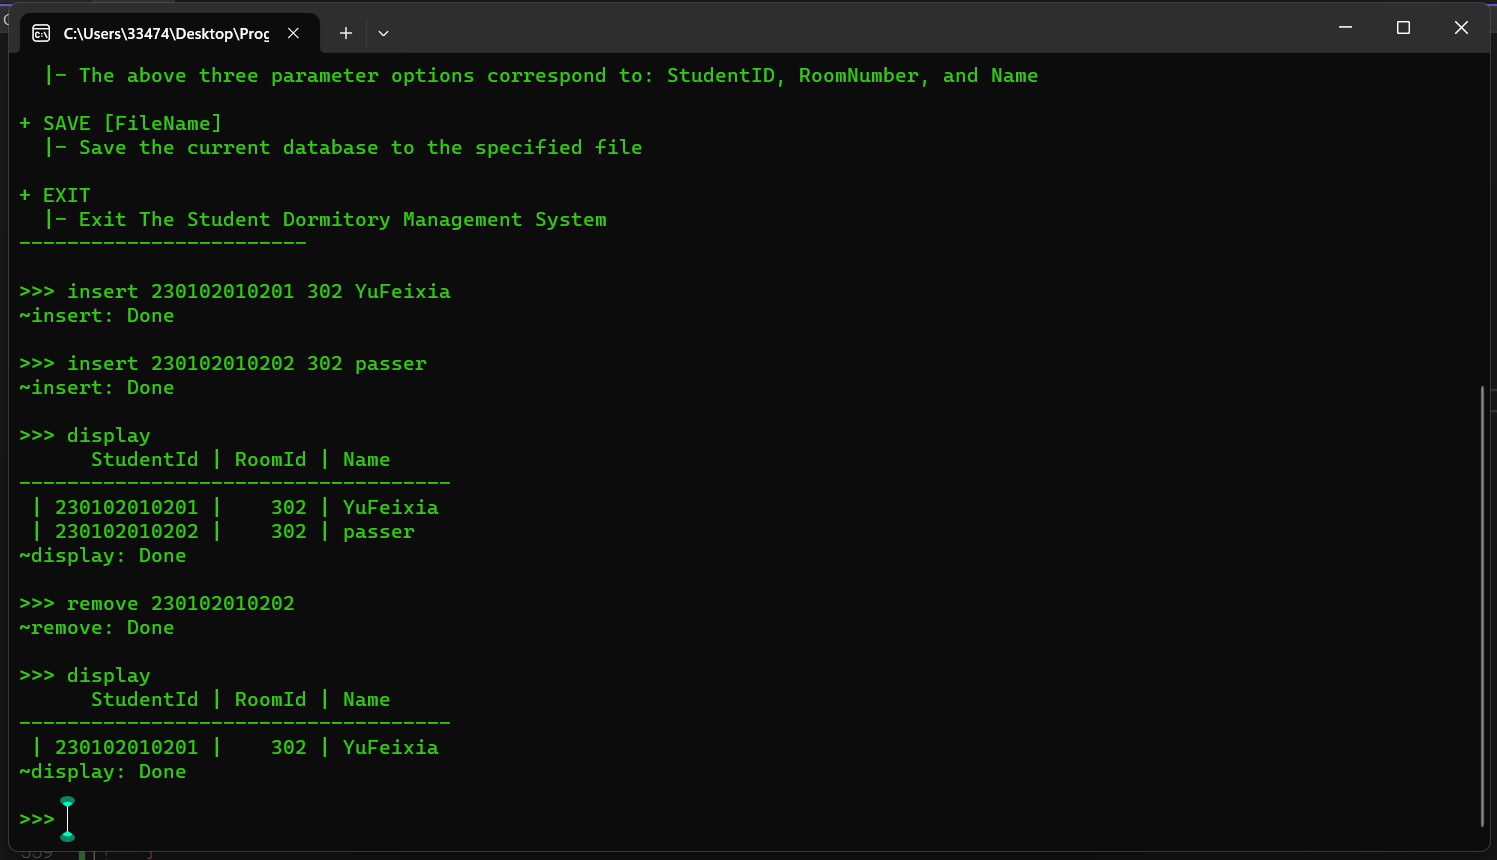 C:\Users\33474\Desktop\Prog
|- The above three parameter options correspond to: StudentID, RoomNumber, and Name
+ SAVE [FileName]
|- Save the current database to the specified file
+ EXIT
|- Exit The Student Dormitory Management System
------------------------
>>> insert 230102010201 302 YuFeixia
~insert: Done
>>> insert 230102010202 302 passer
~insert: Done
>>> display
StudentId | RoomId | Name
------------------------------------
| 230102010201 |    302 | YuFeixia
| 230102010202 |    302 | passer
~display: Done
>>> remove 230102010202
~remove: Done
>>> display
StudentId | RoomId | Name
------------------------------------
| 230102010201 |    302 | YuFeixia
~display: Done
>>>